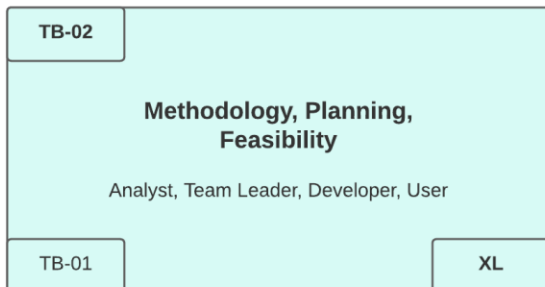 TB-02
Methodology, Planning,
Feasibility
Analyst, Team Leader, Developer, User
TB-01
XL